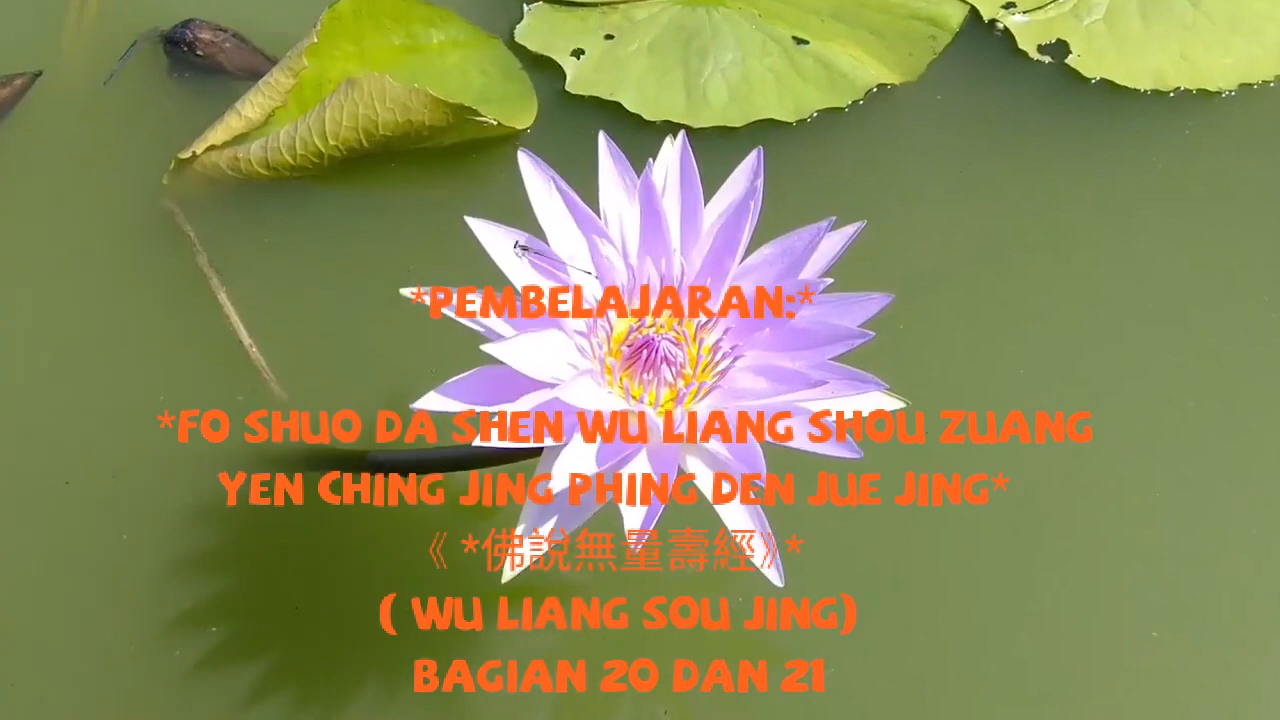 *PEMBELAJARAN:*
*FO SHUO DA SHEN WU LIANG SHOU ZUANG
YEN CHING JING PHING DEN JUE JING*
《 *佛說無量壽經》*
( WU LIANG SOU JING)
BAGIAN 20 DAN 21